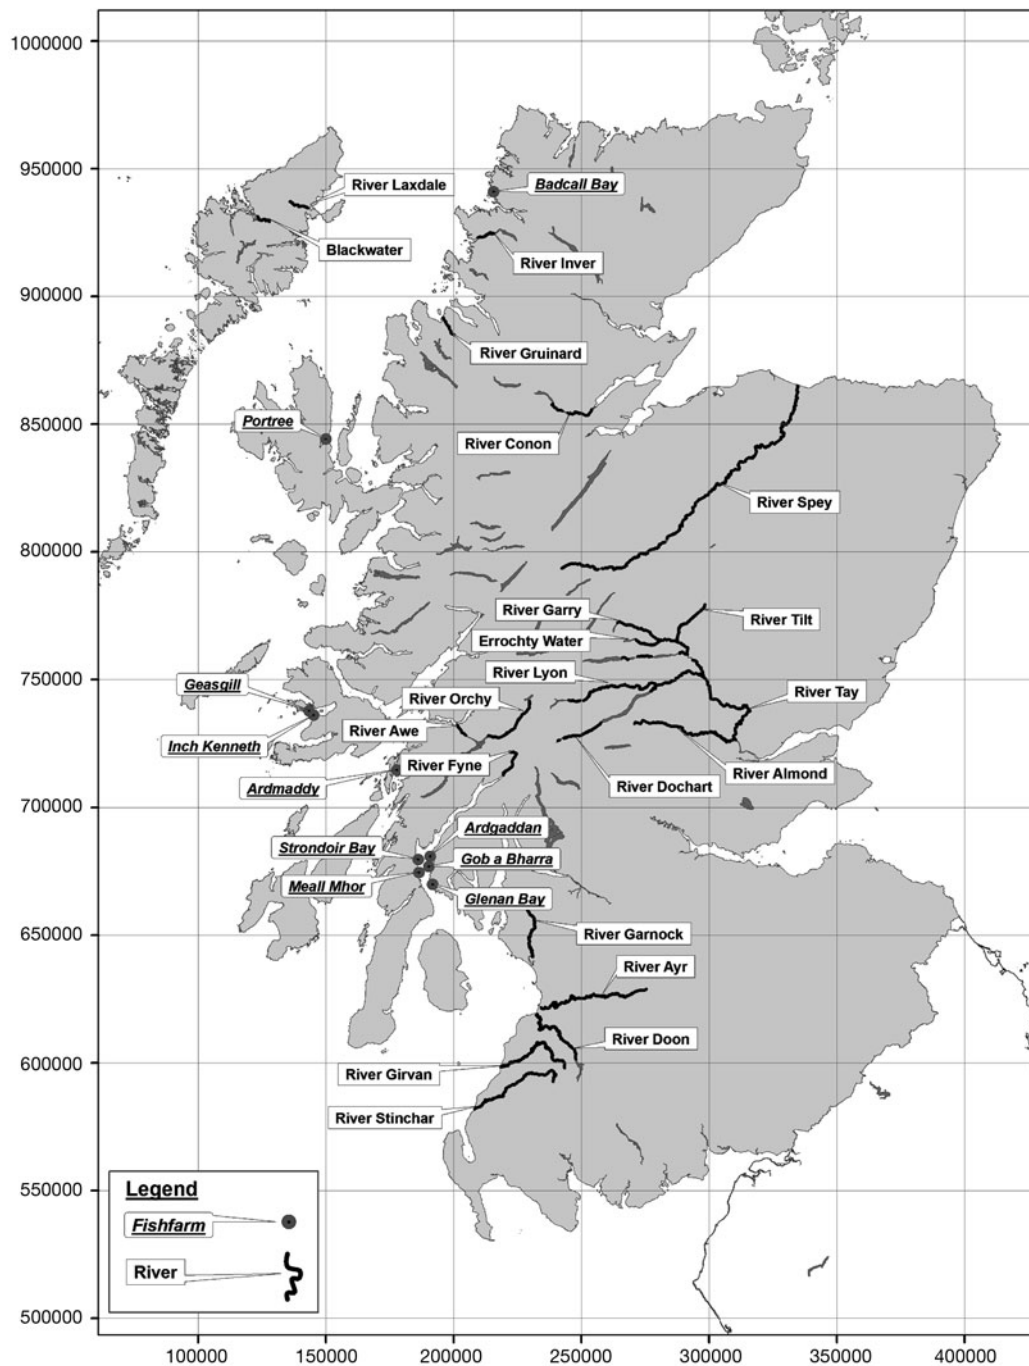 1000000
950000
River Laxdale
Badcall Bay
Blackwater
River Inver
900000
River Gruinard
850000
Portree
River Conon
River Spey
800000
River Garry
River Tilt
Errochty Water
River Lyon
750000
Geasgill
River Orchy
River Tay
River Awe
Inch Kenneth
River Fyne
River Almond
Ardmaddy
River Dochart
700000
Ardgaddan
Strondoir Bay
Gob a Bharra
Meall Mhor
Glenan Bay
650000
River Garnock
River Ayr
River Doon
600000
River Girvan
River Stinchar
Legend
550000
Fishfarm
River
500000
100000 150000 200000 250000 300000 350000 400000